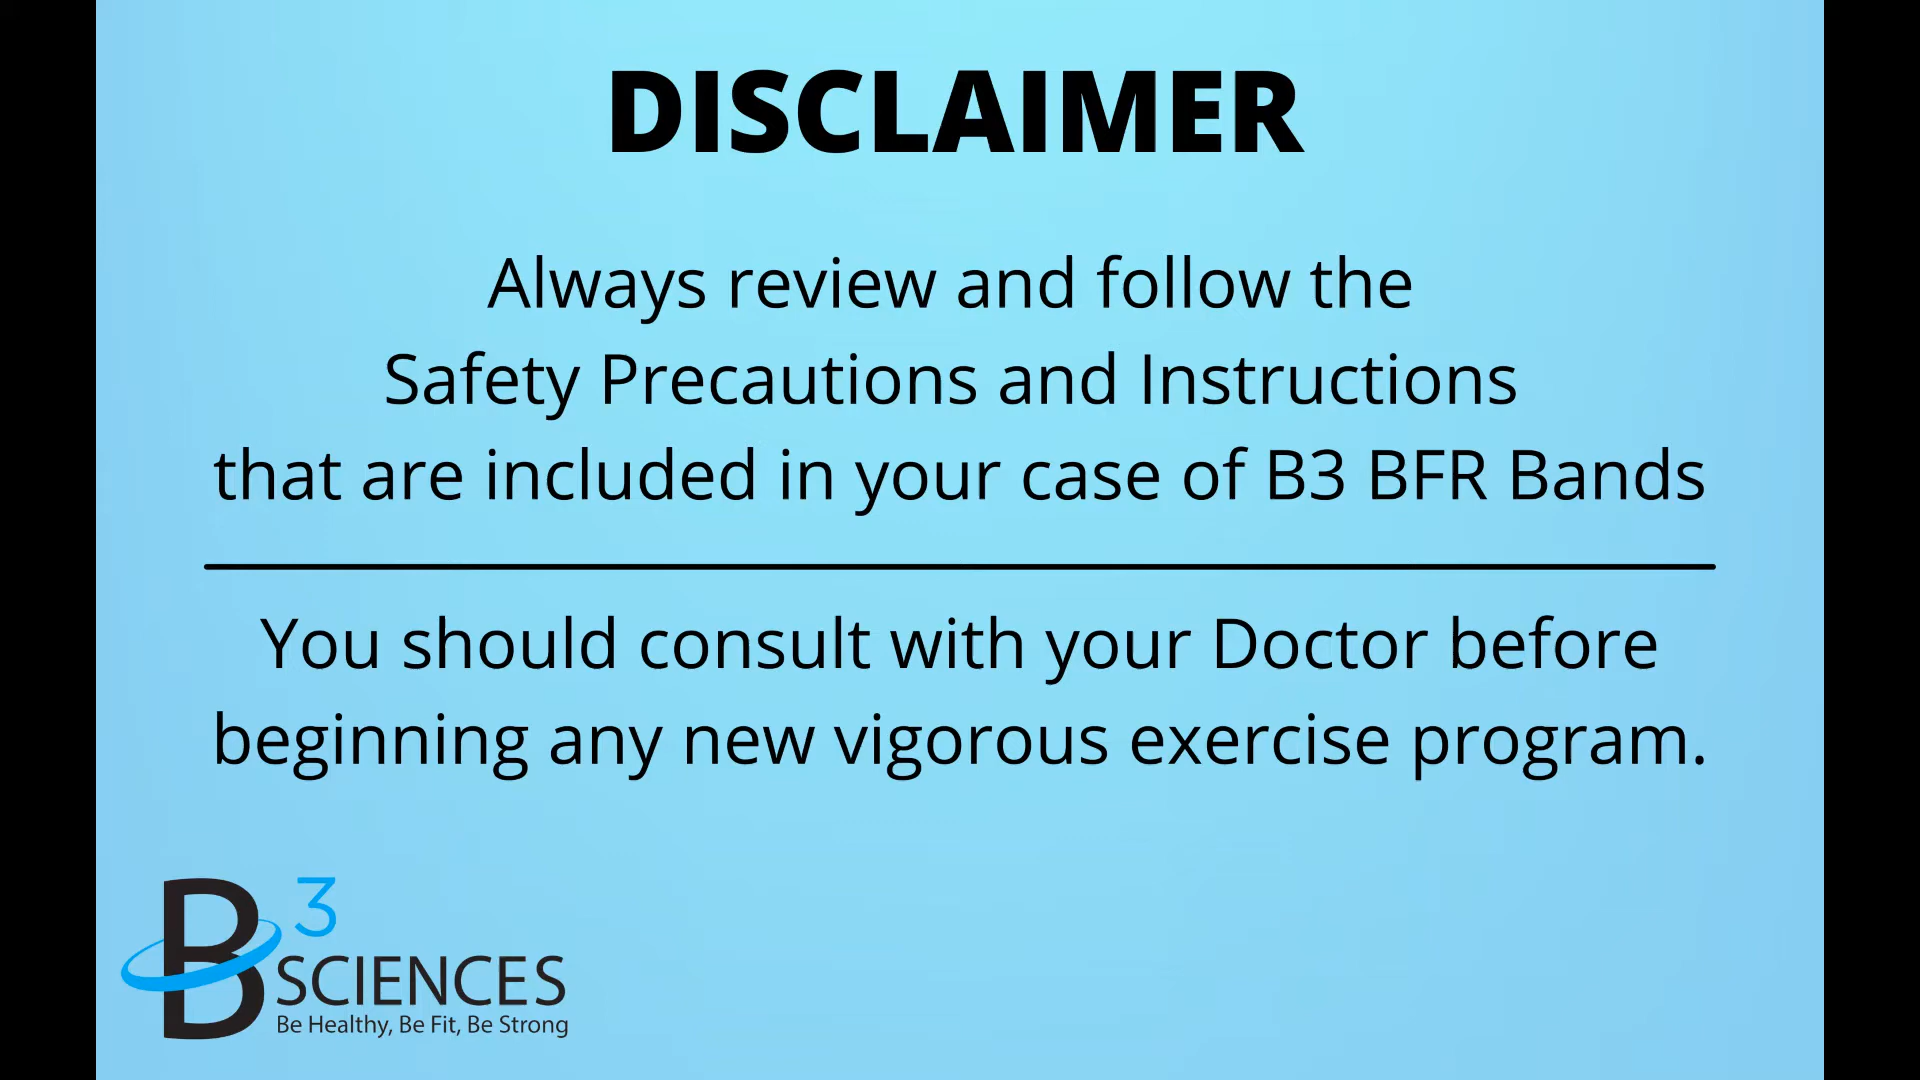 DISCLAIMER
Always review and follow the
Safety Precautions and Instructions
that are included in your case of B3 BFR Bands
You should consult with your Doctor before
beginning any new vigorous exercise program.
B3
SCIENCES
Be Healthy, Be Fit, Be Strong